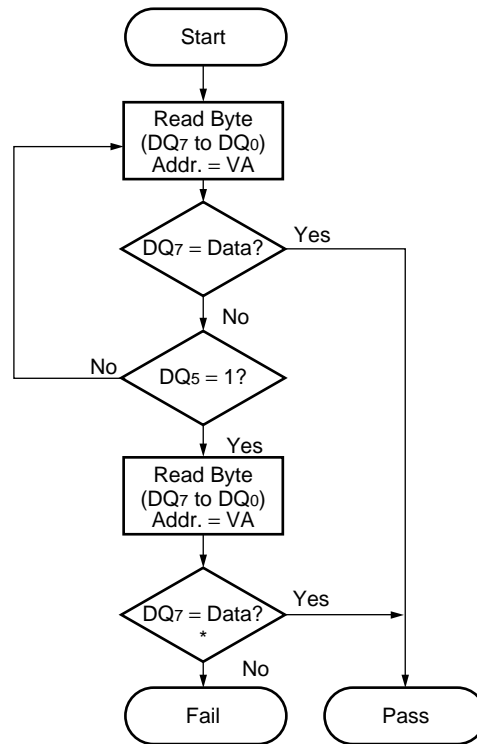 Start
Read Byte
(DQ7 to DQ0)
Addr. = VA
DQ7 = Data?
Yes
No
No
DQ5 = 1?
Yes
Read Byte
(DQ7 to DQ0)
Addr. = VA
DQ7 = Data?
*
Yes
No
Fail
Pass